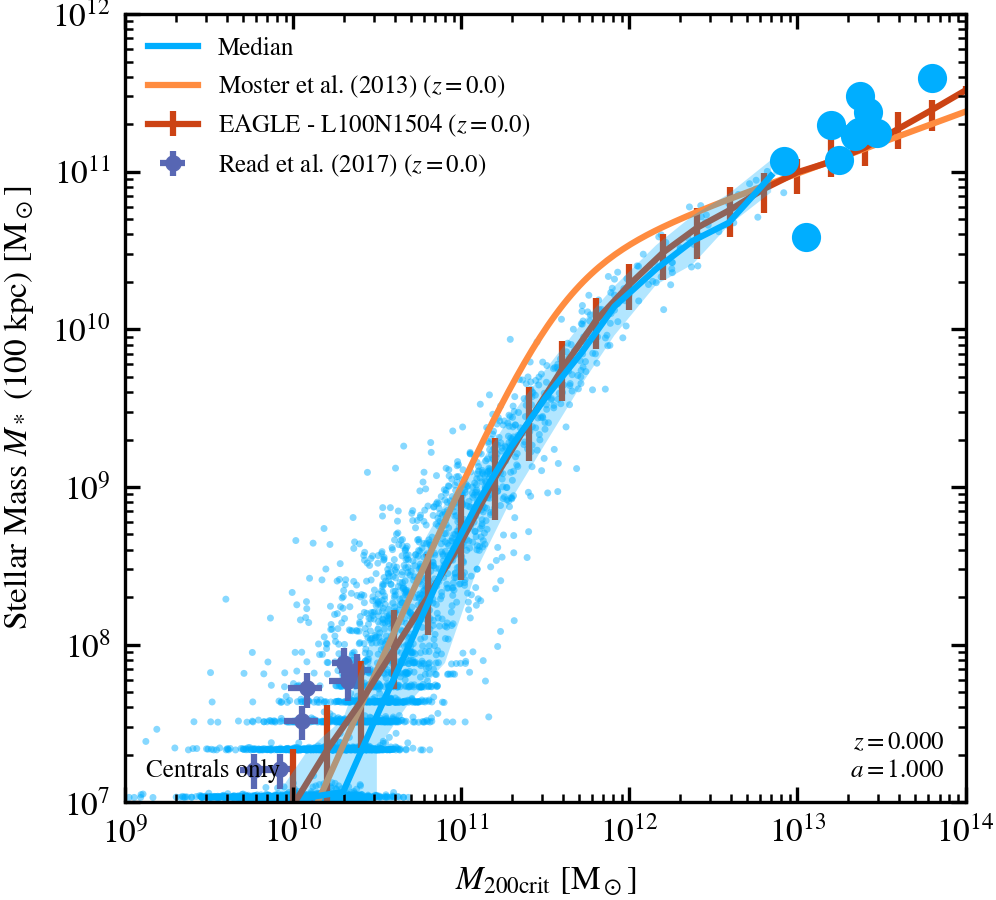 10¹²
10¹¹
10¹⁰
10⁹
10⁸
10⁷
Stellar Mass M* (100 kpc) [M⊙]
Median
Moster et al. (2013) (z = 0.0)
EAGLE - L100N1504 (z = 0.0)
Read et al. (2017) (z = 0.0)
z = 0.000
Centrals only
a = 1.000
10⁹ 10¹⁰ 10¹¹ 10¹² 10¹³ 10¹⁴
M200crit [M⊙]